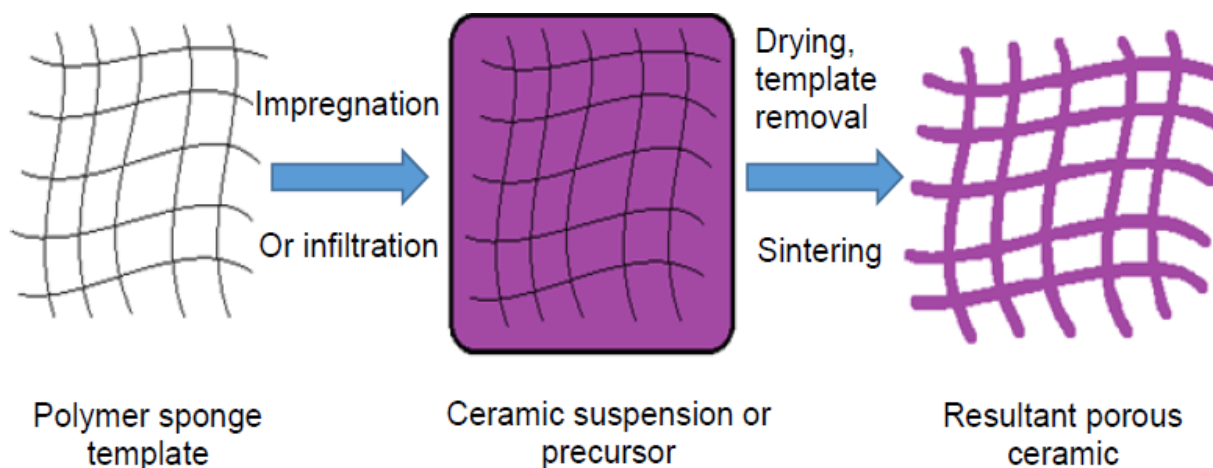 Impregnation
Or infiltration
Drying,
template
removal
Sintering
Polymer sponge
template
Ceramic suspension or
precursor
Resultant porous
ceramic